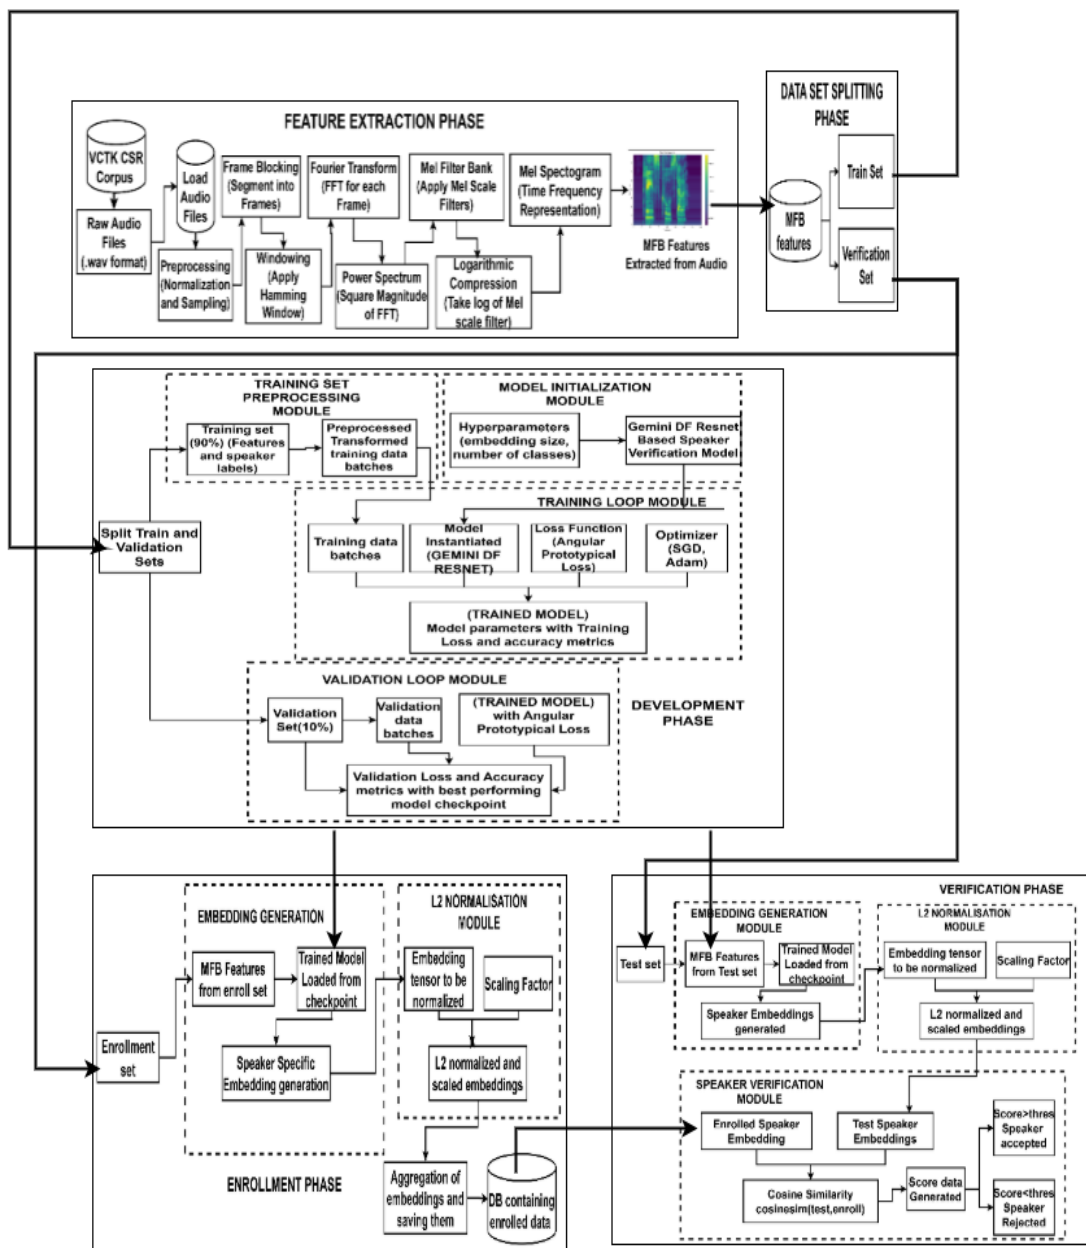 FEATURE EXTRACTION PHASE
VCTK CSR
Corpus
Raw Audio
Files
(.wav format)
Load
Audio
Files
Preprocessing
(Normalization
and Sampling)
Frame Blocking
(Segment into
Frames)
Windowing
(Apply
Hamming
Window)
Fourier Transform
(FFT for each
Frame)
Power Spectrum
(Square Magnitude
of FFT)
Mel Filter Bank
(Apply Mel Scale
Filters)
Logarithmic
Compression
(Take log of Mel
scale filter)
Mel Spectogram
(Time Frequency
Representation)
MFB Features
Extracted from Audio
DATA SET SPLITTING
PHASE
MFB
features
Train Set
Verification
Set
TRAINING SET
PREPROCESSING
MODULE
Training set
(90%) (Features
and speaker
labels)
Preprocessed
Transformed
training data
batches
MODEL INITIALIZATION
MODULE
Hyperparameters
(embedding size,
number of classes)
Gemini DF Resnet
Based Speaker
Verification Model
Split Train and
Validation
Sets
TRAINING LOOP MODULE
Training data
batches
Model
Instantiated
(GEMINI DF
RESNET)
Loss Function
(Angular
Prototypical
Loss)
Optimizer
(SGD,
Adam)
(TRAINED MODEL)
Model parameters with Training
Loss and accuracy metrics
VALIDATION LOOP MODULE
Validation
Set(10%)
Validation
data
batches
(TRAINED MODEL)
with Angular
Prototypical Loss
Validation Loss and Accuracy
metrics with best performing
model checkpoint
DEVELOPMENT
PHASE
Enrollment
set
EMBEDDING GENERATION
MFB Features
from enroll set
Trained Model
Loaded from
checkpoint
Speaker Specific
Embedding generation
L2 NORMALISATION
MODULE
Embedding
tensor to be
normalized
Scaling Factor
L2 normalized and
scaled embeddings
Aggregation of
embeddings and
saving them
DB containing
enrolled data
ENROLLMENT PHASE
VERIFICATION PHASE
Test set
EMBEDDING GENERATION
MODULE
MFB Features
from Test set
Trained Model
Loaded from
checkpoint
Speaker Embeddings
generated
L2 NORMALISATION
MODULE
Embedding tensor
to be normalized
Scaling Factor
L2 normalized and
scaled embeddings
SPEAKER VERIFICATION
MODULE
Enrolled Speaker
Embedding
Test Speaker
Embeddings
Cosine Similarity
cosinesim(test,enroll)
Score data
Generated
Score>thres
Speaker
accepted
Score<thres
Speaker
Rejected